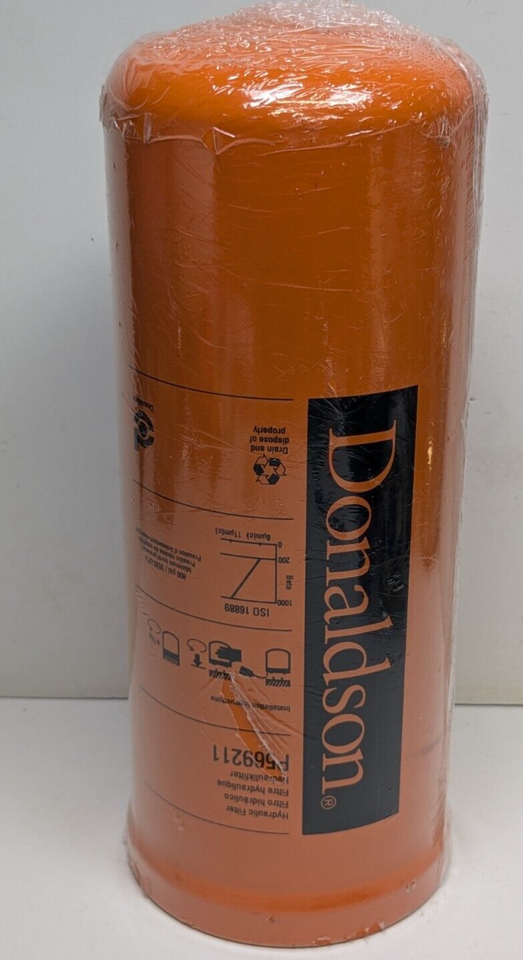 Donaldson®
Hydraulic Filter
Filtro hidráulico
Filtre hydraulique
Hydraulikfilter
P569211
Installation Instructions
ISO 16889
1000
Beta
200
0
8µm(c) 11µm(c)
Drain and
dispose of
properly